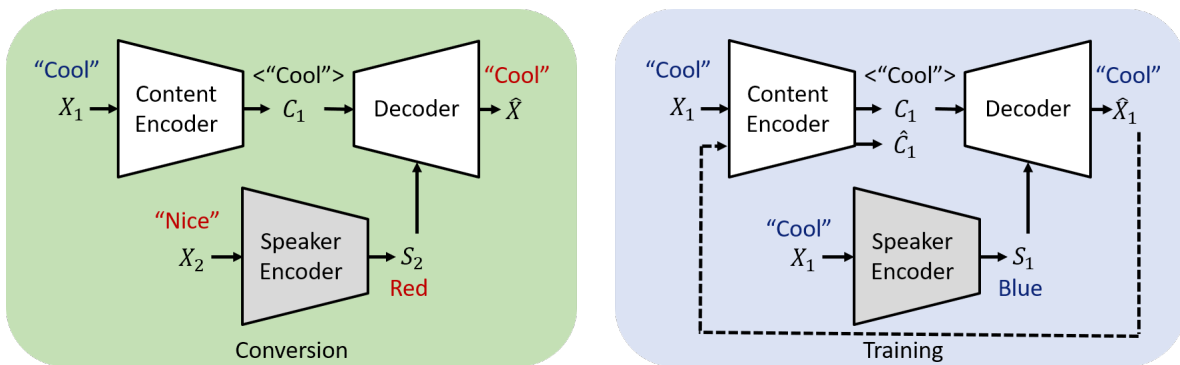 “Cool”
X₁
Content
Encoder
<“Cool”>
C₁
Decoder
“Cool”
X̂
“Nice”
X₂
Speaker
Encoder
S₂
Red
Conversion
“Cool”
X₁
Content
Encoder
<“Cool”>
C₁
Ĉ₁
Decoder
“Cool”
X̂₁
“Cool”
X₁
Speaker
Encoder
S₁
Blue
Training